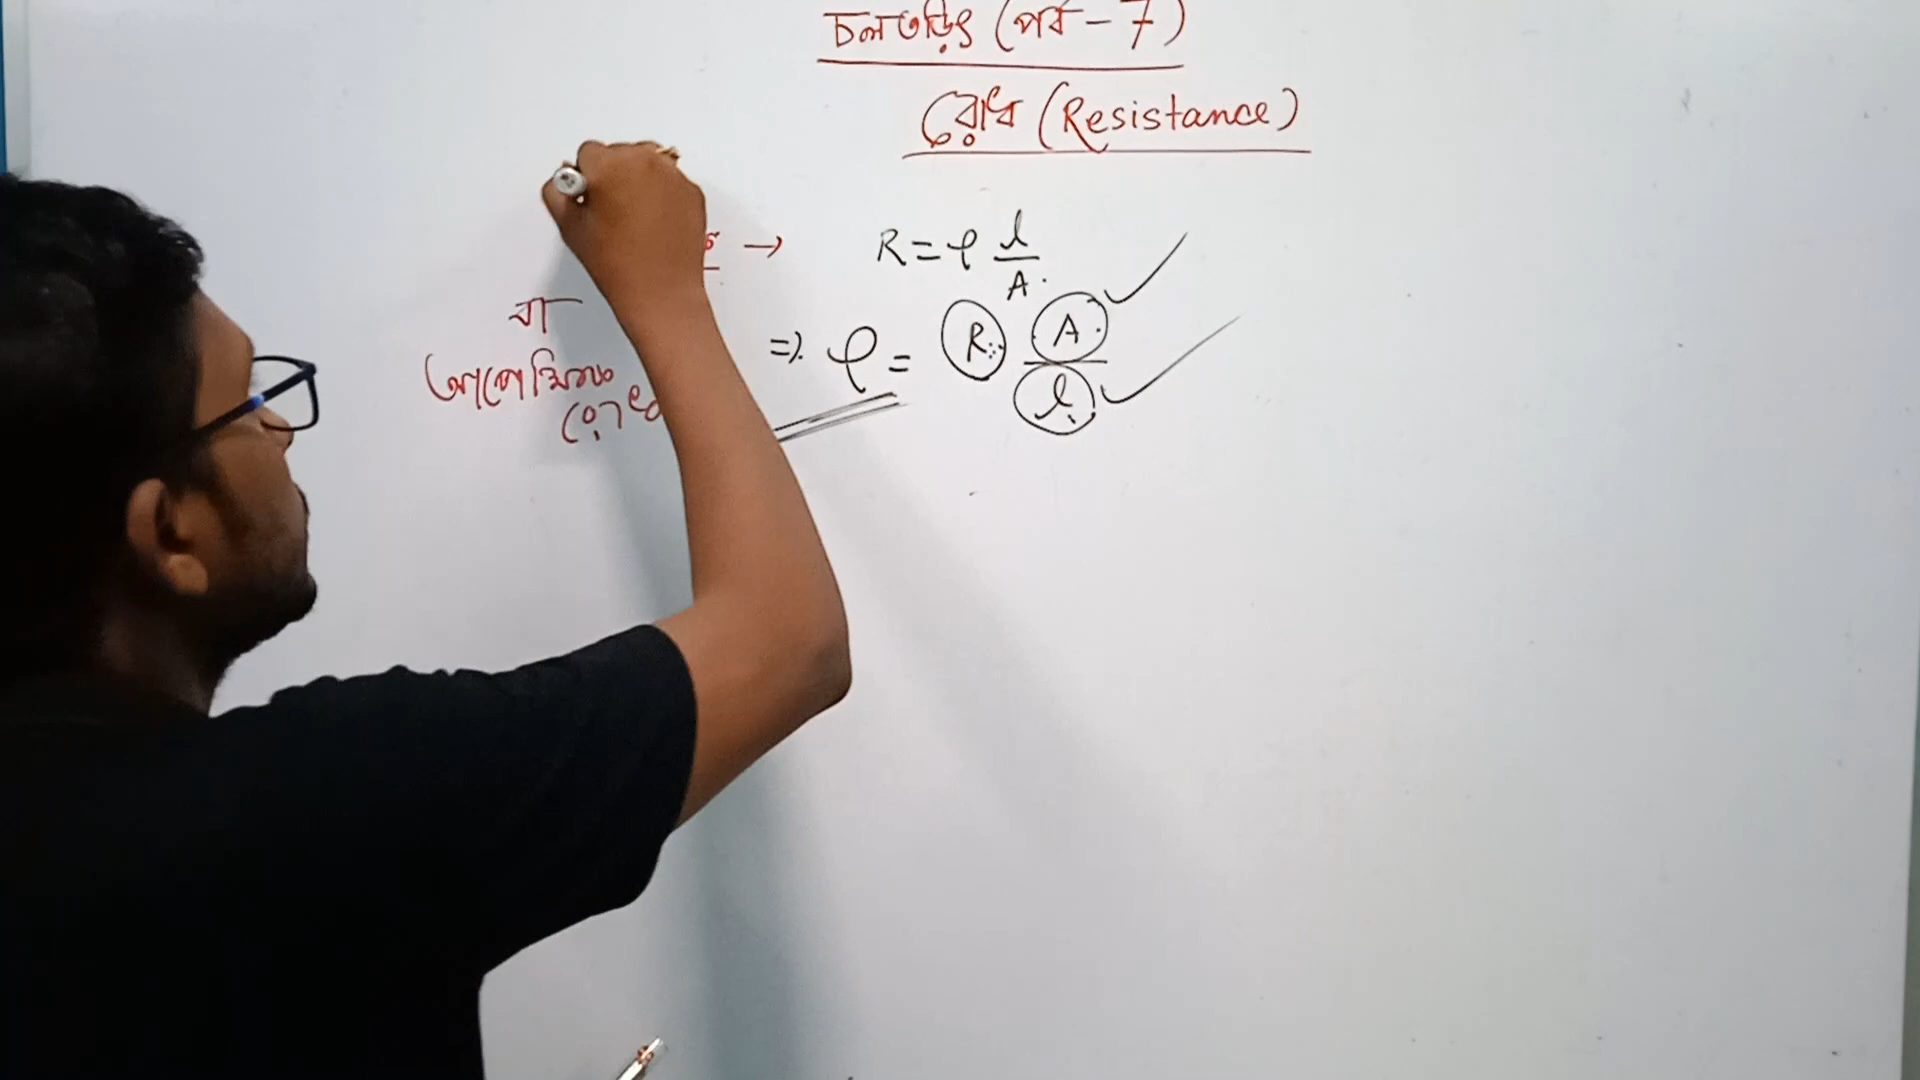 চলতড়িৎ (পর্ব - 7)
রোধ (Resistance)
→ R = ρ l/A.
বা
⇒ ρ = R A/l
আপেক্ষিক
রোধ